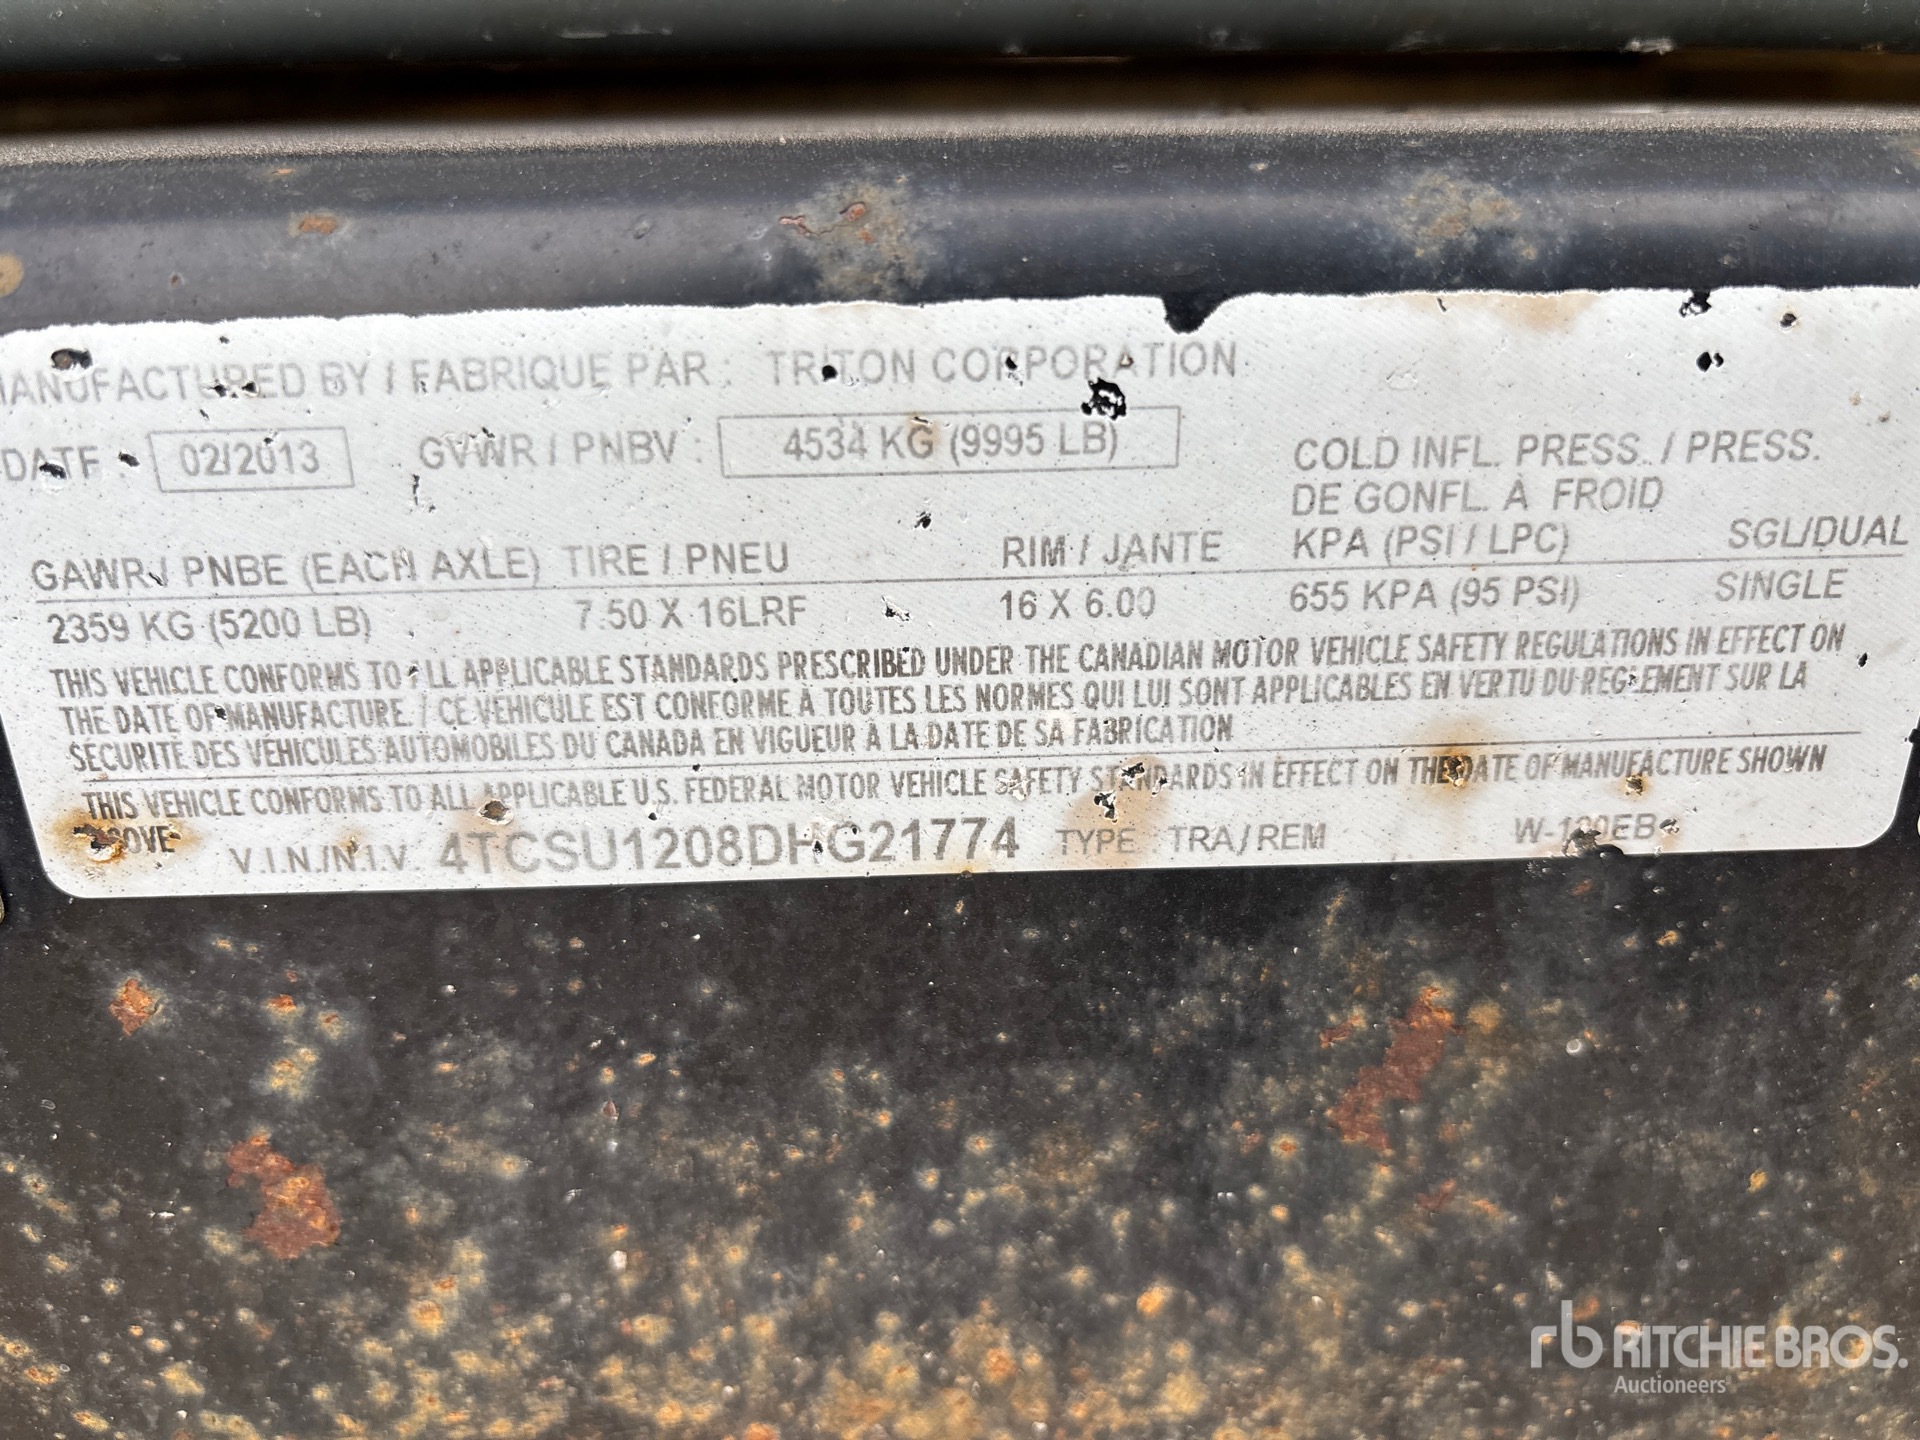 MANUFACTURED BY / FABRIQUE PAR : TRITON CORPORATION
DATE : 02/2013 GVWR / PNBV : 4534 KG (9995 LB)
COLD INFL. PRESS. / PRESS.
DE GONFL. À FROID
GAWR / PNBE (EACH AXLE) TIRE / PNEU RIM / JANTE KPA (PSI / LPC) SGL/DUAL
2359 KG (5200 LB) 7.50 X 16LRF 16 X 6.00 655 KPA (95 PSI) SINGLE
THIS VEHICLE CONFORMS TO ALL APPLICABLE STANDARDS PRESCRIBED UNDER THE CANADIAN MOTOR VEHICLE SAFETY REGULATIONS IN EFFECT ON
THE DATE OF MANUFACTURE. / CE VEHICULE EST CONFORME À TOUTES LES NORMES QUI LUI SONT APPLICABLES EN VERTU DU REGLEMENT SUR LA
SECURITE DES VEHICULES AUTOMOBILES DU CANADA EN VIGUEUR À LA DATE DE SA FABRICATION
THIS VEHICLE CONFORMS TO ALL APPLICABLE U.S. FEDERAL MOTOR VEHICLE SAFETY STANDARDS IN EFFECT ON THE DATE OF MANUFACTURE SHOWN
ABOVE
V.I.N./N.I.V. 4TCSU1208DHG21774 TYPE : TRA / REM
rb RITCHIE BROS.
Auctioneers